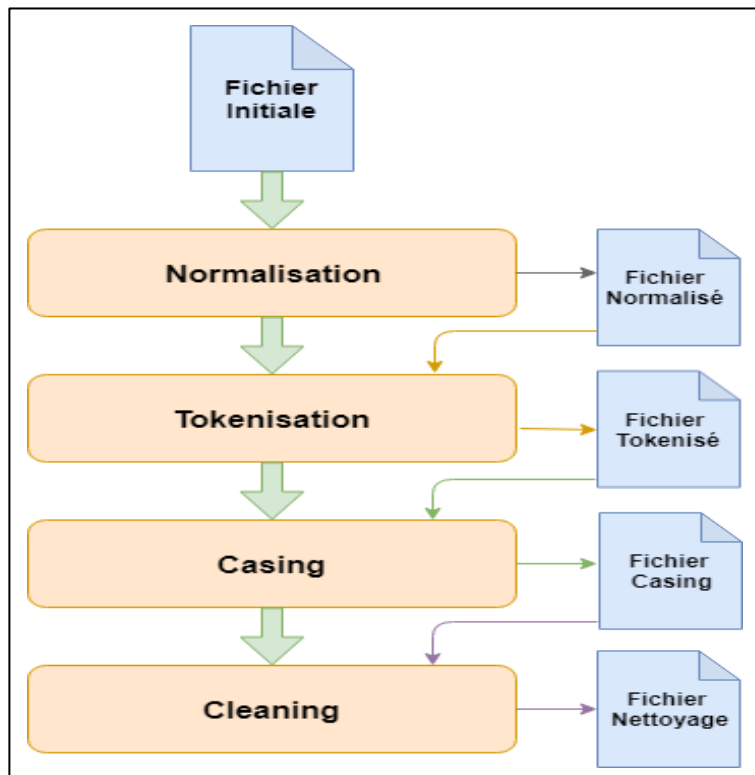 Fichier
Initiale
Normalisation
Fichier
Normalisé
Tokenisation
Fichier
Tokenisé
Casing
Fichier
Casing
Cleaning
Fichier
Nettoyage